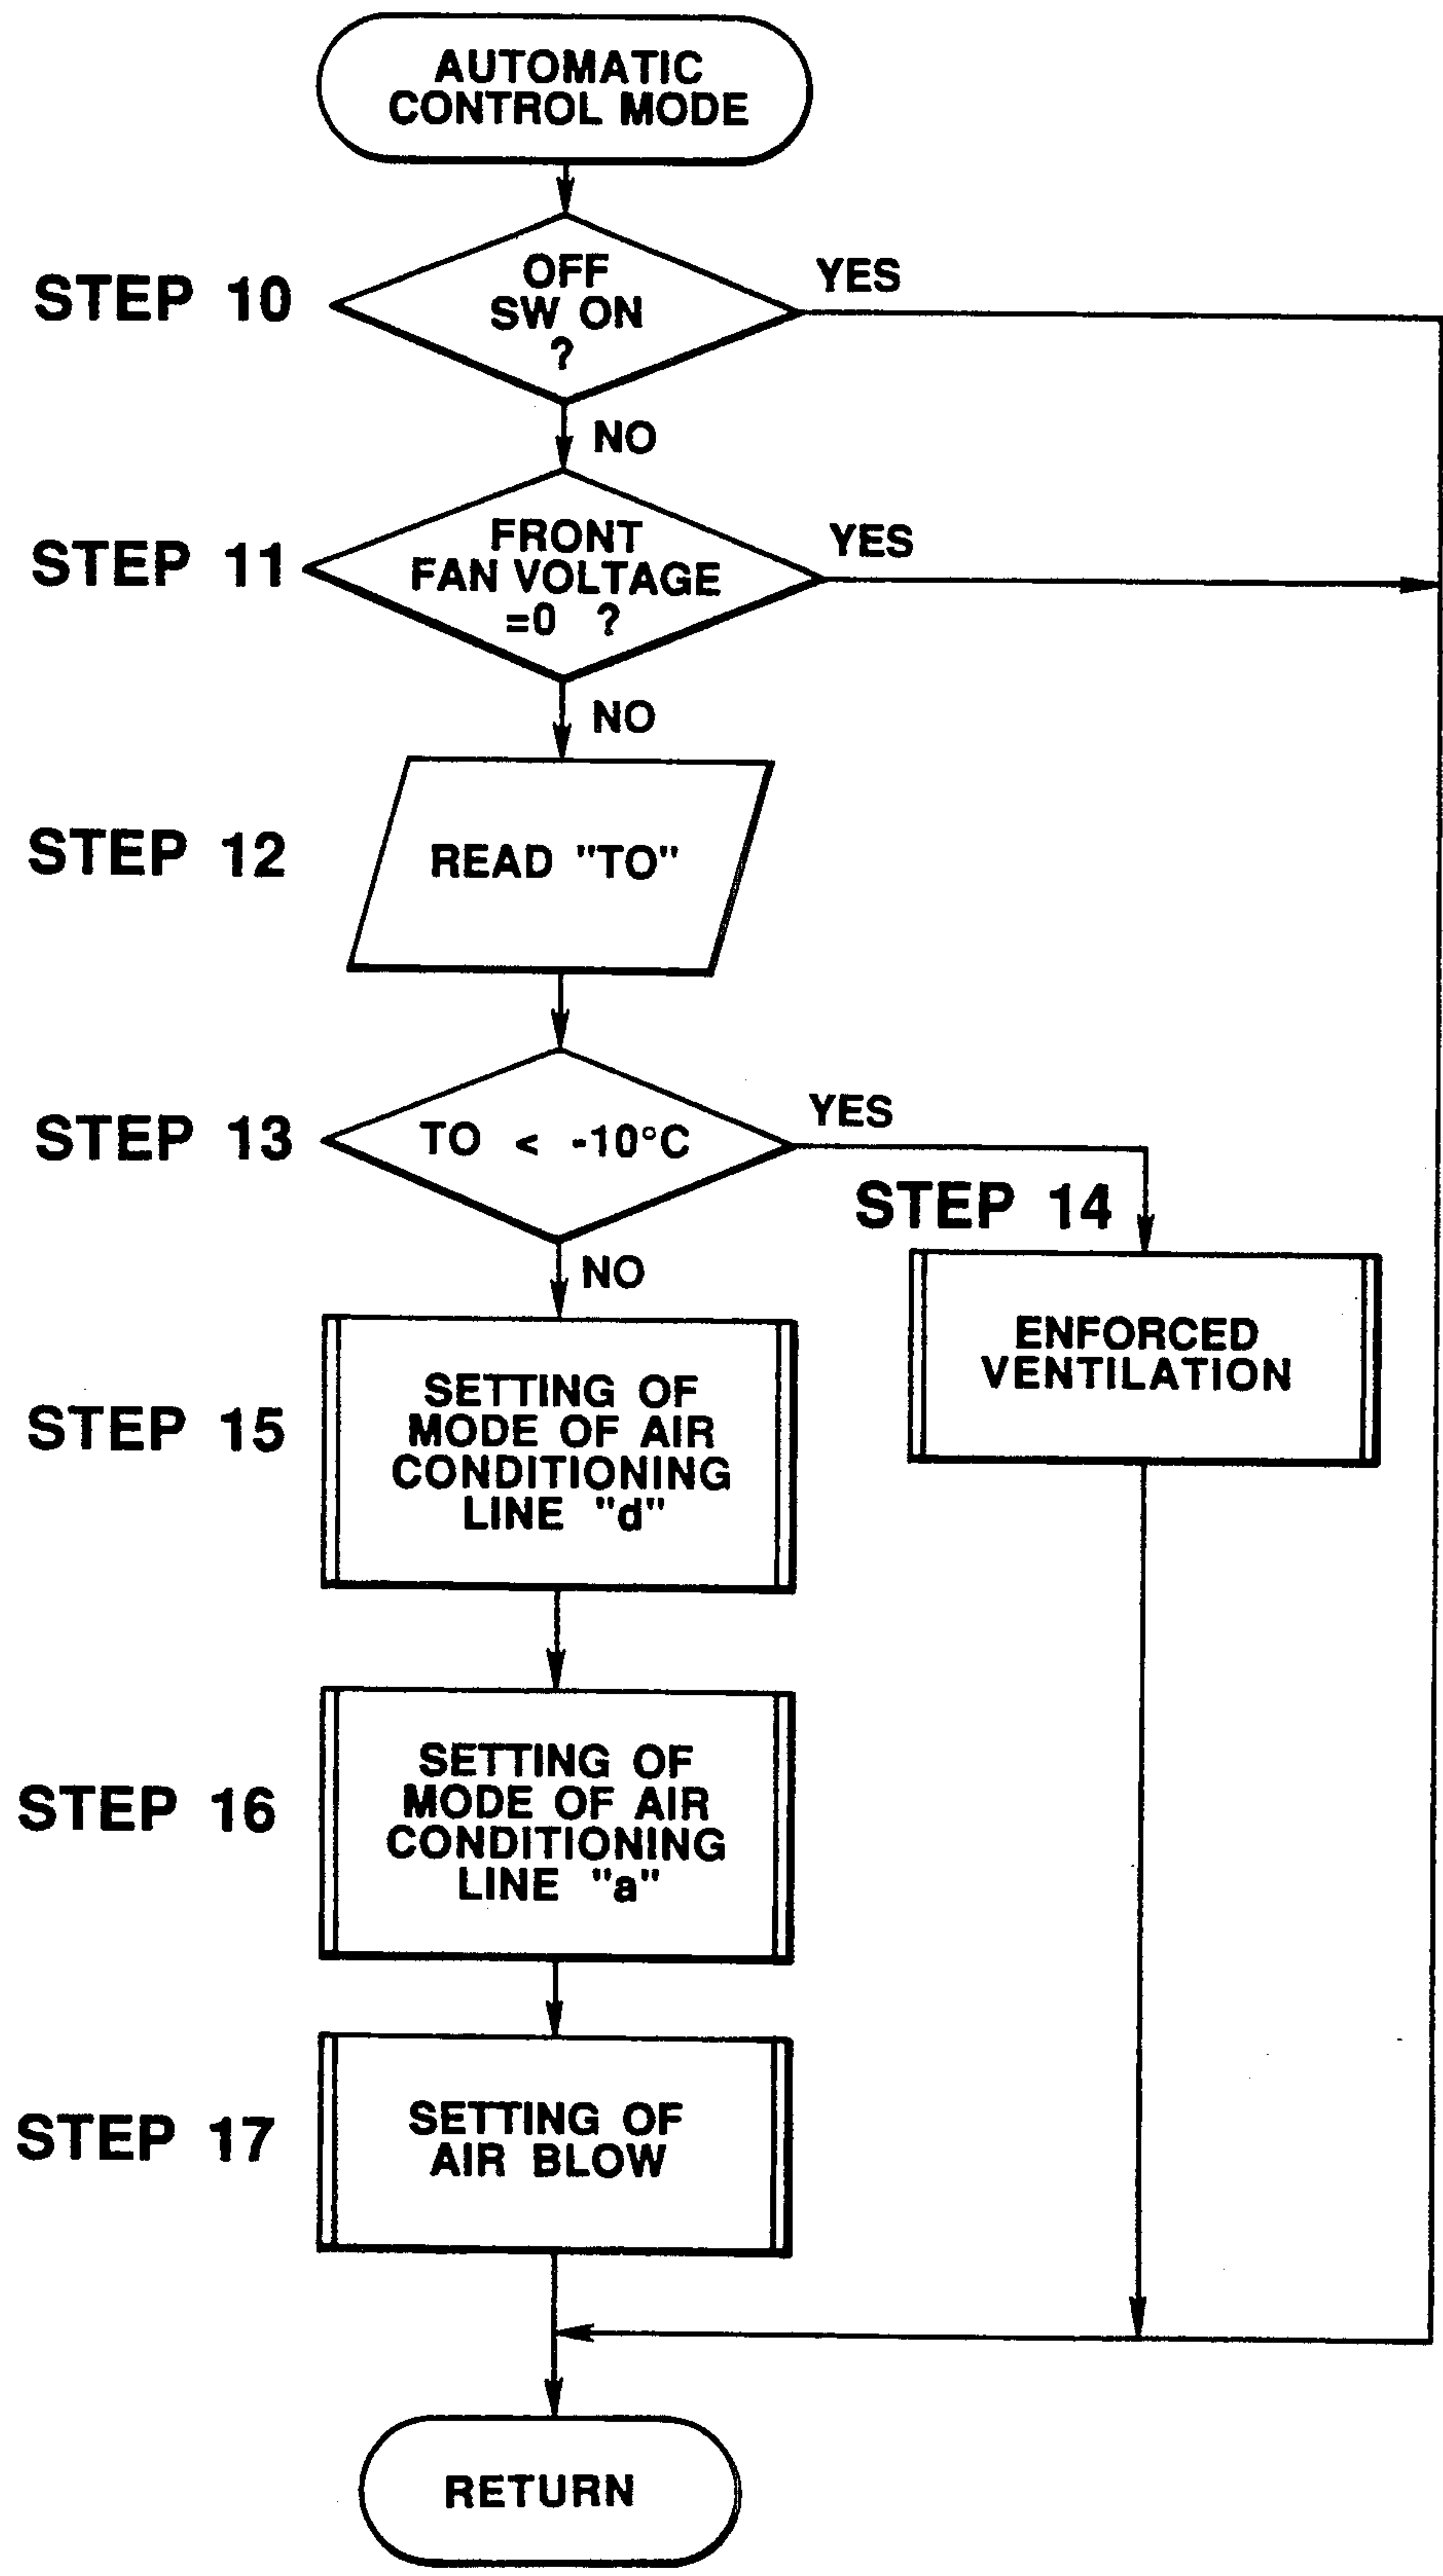 AUTOMATIC
CONTROL MODE
STEP 10
OFF
SW ON
?
YES
NO
STEP 11
FRONT
FAN VOLTAGE
=0 ?
YES
NO
STEP 12
READ "TO"
STEP 13
TO < -10°C
YES
NO
STEP 14
ENFORCED
VENTILATION
STEP 15
SETTING OF
MODE OF AIR
CONDITIONING
LINE "d"
STEP 16
SETTING OF
MODE OF AIR
CONDITIONING
LINE "a"
STEP 17
SETTING OF
AIR BLOW
RETURN